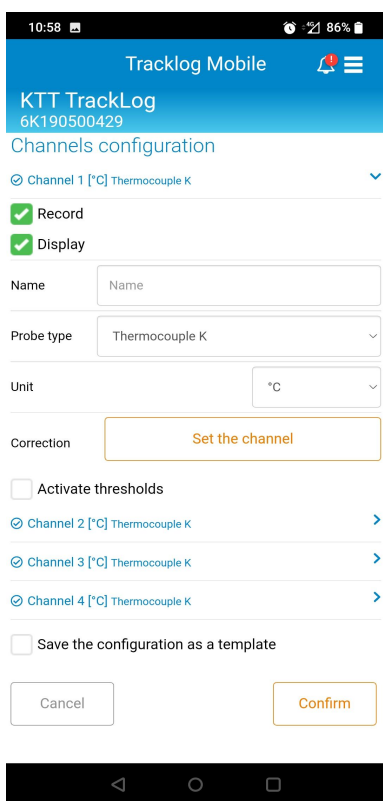 10:58 4G 86%
Tracklog Mobile
KTT TrackLog
6K190500429
Channels configuration
Channel 1 [°C] Thermocouple K
Record
Display
Name Name
Probe type Thermocouple K
Unit °C
Correction Set the channel
Activate thresholds
Channel 2 [°C] Thermocouple K
Channel 3 [°C] Thermocouple K
Channel 4 [°C] Thermocouple K
Save the configuration as a template
Cancel Confirm